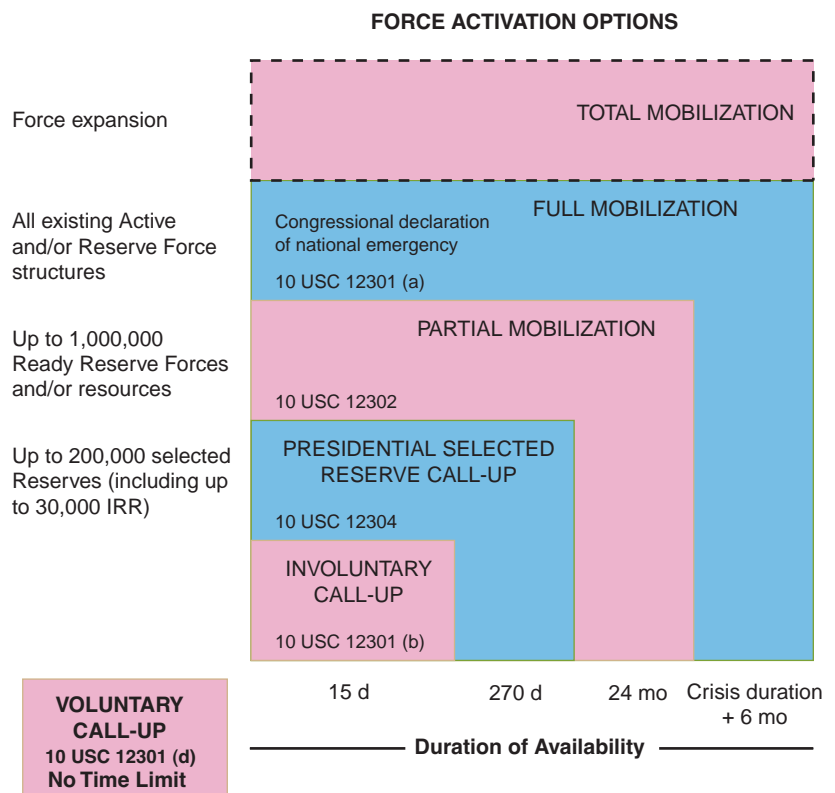 FORCE ACTIVATION OPTIONS
Force expansion
TOTAL MOBILIZATION
All existing Active
and/or Reserve Force
structures
FULL MOBILIZATION
Congressional declaration
of national emergency
10 USC 12301 (a)
Up to 1,000,000
Ready Reserve Forces
and/or resources
PARTIAL MOBILIZATION
10 USC 12302
Up to 200,000 selected
Reserves (including up
to 30,000 IRR)
PRESIDENTIAL SELECTED
RESERVE CALL-UP
10 USC 12304
INVOLUNTARY
CALL-UP
10 USC 12301 (b)
15 d
270 d
24 mo
Crisis duration
+ 6 mo
Duration of Availability
VOLUNTARY
CALL-UP
10 USC 12301 (d)
No Time Limit